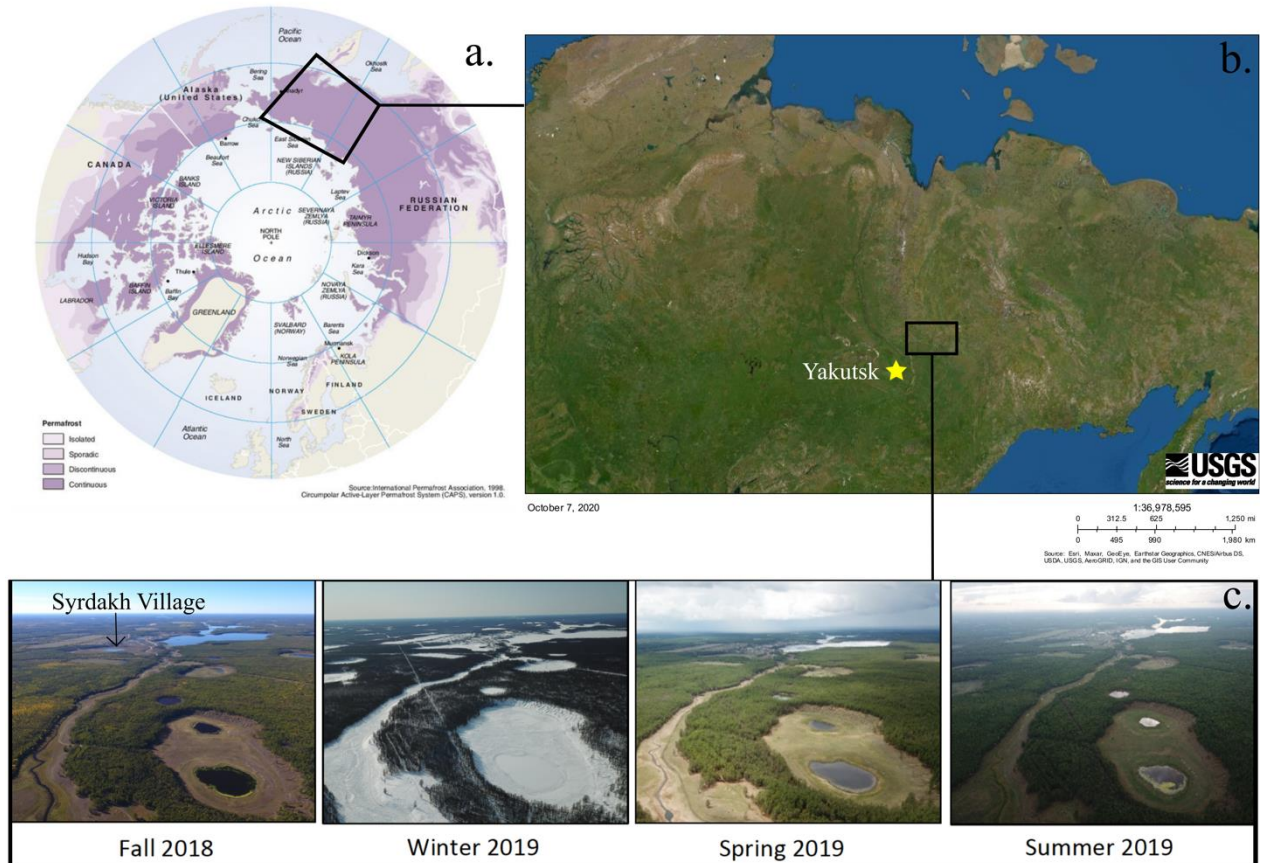 a.
Pacific
Ocean
Okhostk
Sea
Bering
Sea
Alaska
(United States)
Chukchi
Sea
East Siberian
Sea
Barrow
Beaufort
Sea
CANADA
NEW SIBERIAN
ISLANDS
(RUSSIA)
BANKS
ISLAND
Laptev
Sea
VICTORIA
ISLAND
Arctic
SEVERNAYA
ZEMLYA
(RUSSIA)
TAIMYR
PENINSULA
RUSSIAN
FEDERATION
NORTH
POLE
ELLESMERE
ISLAND
Ocean
Dickson
Kara
Sea
Hudson
Bay
Thule
BAFFIN
ISLAND
Baffin
Bay
NOVAYA
ZEMLYA
(RUSSIA)
LABRADOR
GREENLAND
SVALBARD
(NORWAY)
Barents
Sea
Murmansk
KOLA
PENINSULA
Norwegian
Sea
FINLAND
NORWAY
ICELAND
SWEDEN
Atlantic
Ocean
North
Sea
Permafrost
Isolated
Sporadic
Discontinuous
Continuous
Source:International Permafrost Association, 1998.
Circumpolar Active-Layer Permafrost System (CAPS), version 1.0.
b.
Yakutsk
USGS
science for a changing world
October 7, 2020
1:36,978,595
0 312.5 625 1,250 mi
0 495 990 1,980 km
Source: Esri, Maxar, GeoEye, Earthstar Geographics, CNES/Airbus DS,
USDA, USGS, AeroGRID, IGN, and the GIS User Community
c.
Syrdakh Village
Fall 2018
Winter 2019
Spring 2019
Summer 2019